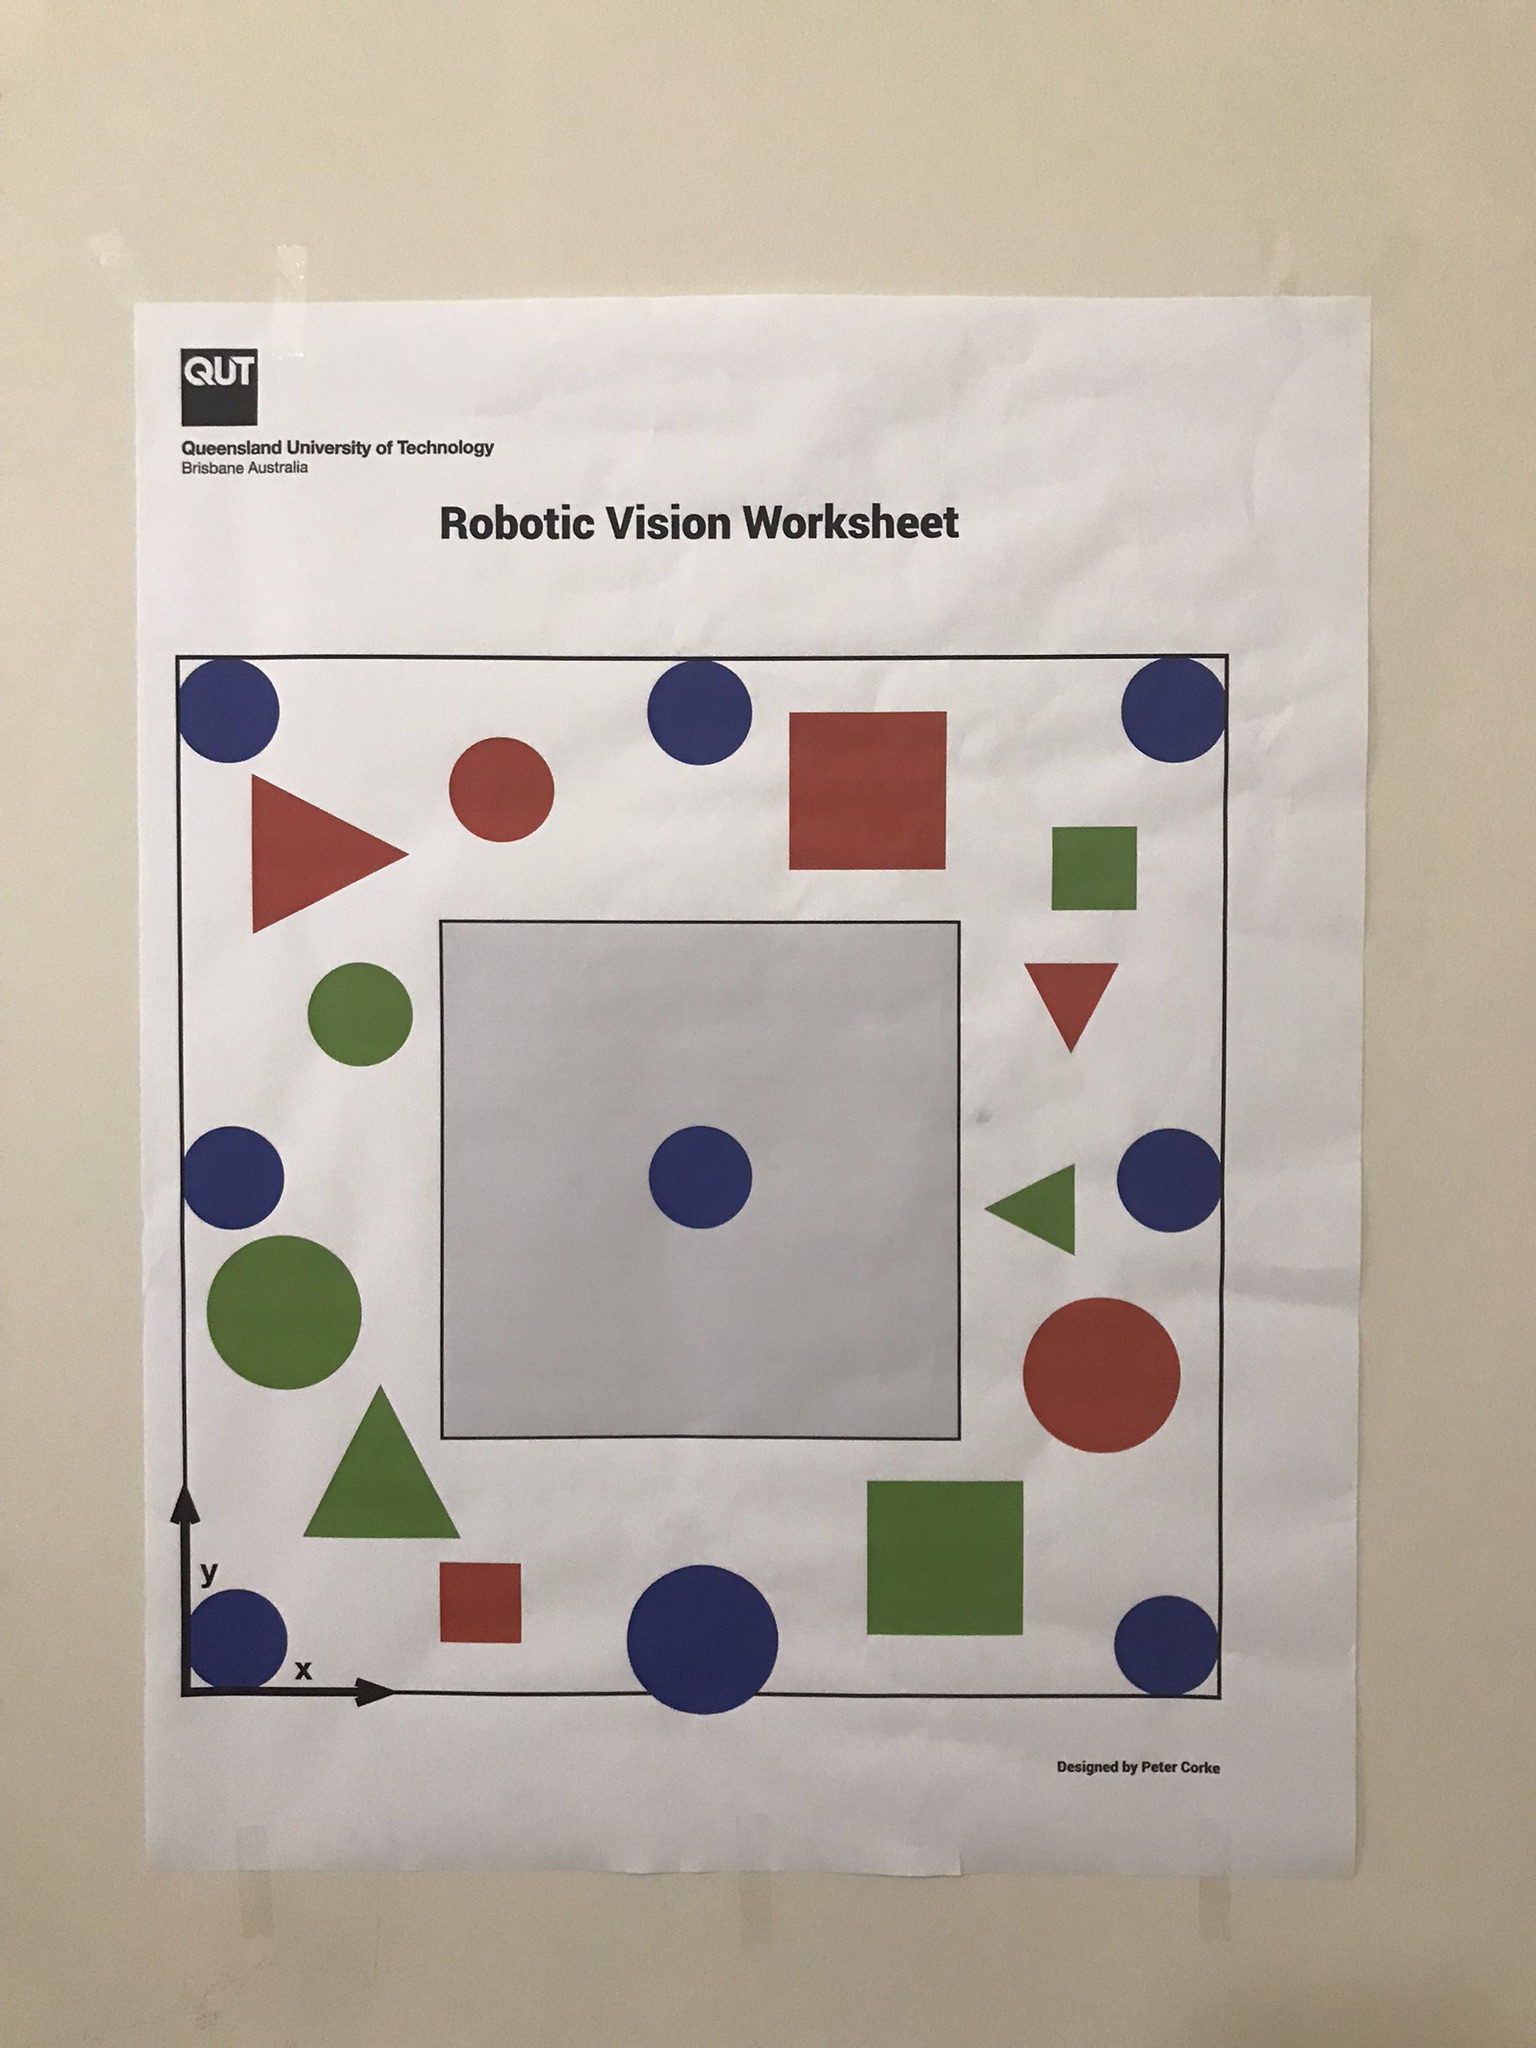 QUT
Queensland University of Technology
Brisbane Australia
Robotic Vision Worksheet
y
x
Designed by Peter Corke